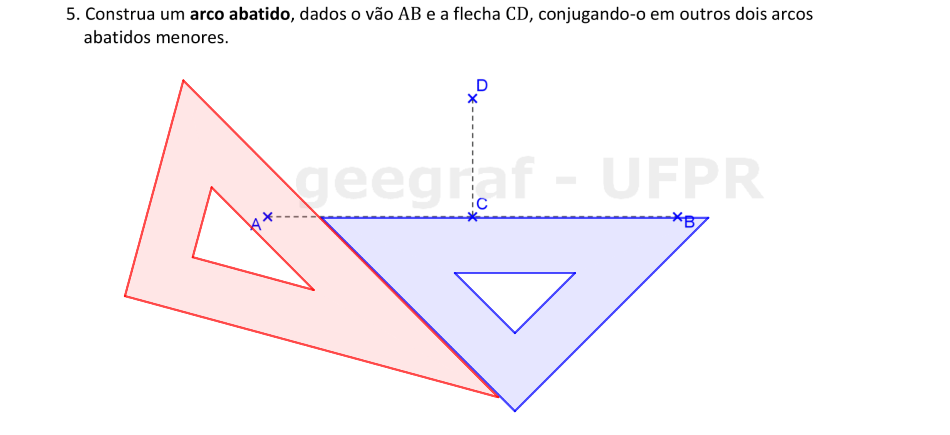 5. Construa um arco abatido, dados o vão AB e a flecha CD, conjugando-o em outros dois arcos
abatidos menores.
D
geegraf - UFPR
C
A
B